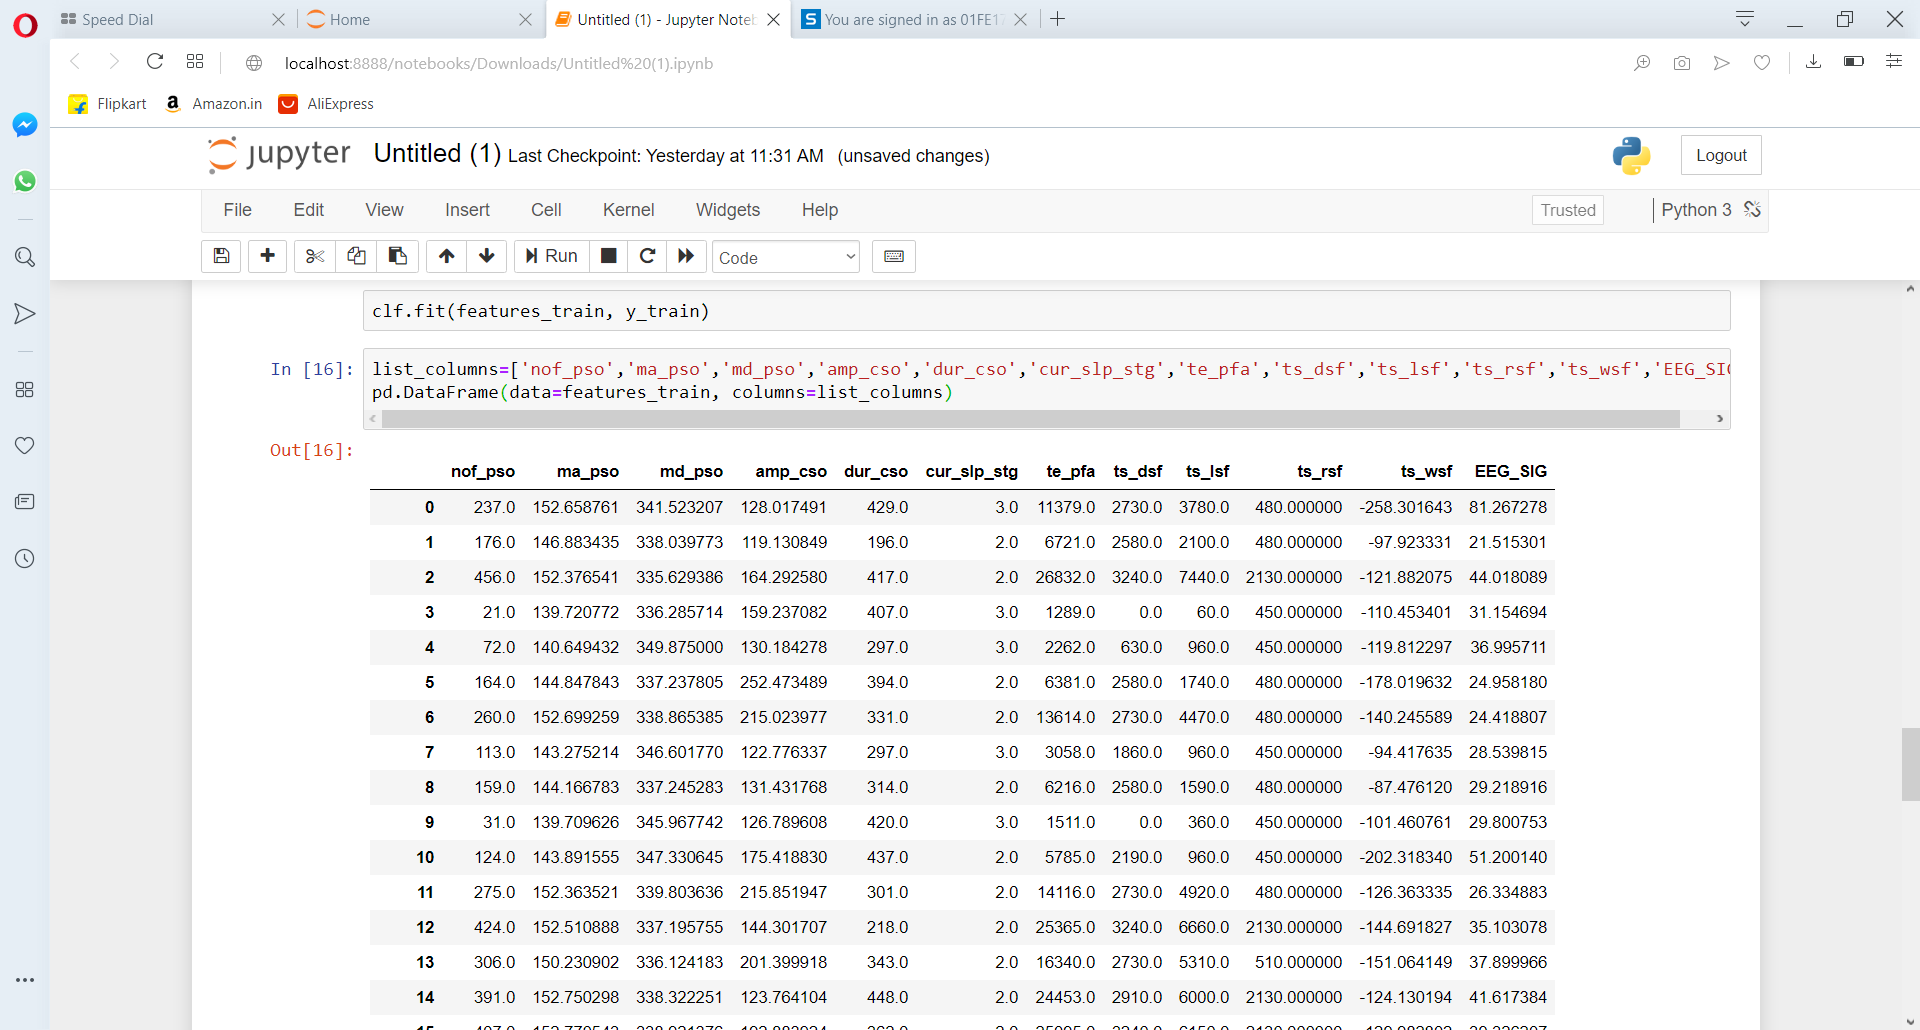 Speed Dial
Home
Untitled (1) - Jupyter Noteb
You are signed in as 01FE17
localhost:8888/notebooks/Downloads/Untitled%20(1).ipynb
Flipkart
Amazon.in
AliExpress
jupyter Untitled (1) Last Checkpoint: Yesterday at 11:31 AM (unsaved changes)
Logout
File Edit View Insert Cell Kernel Widgets Help
Trusted
Python 3
Run
Code
clf.fit(features_train, y_train)
In [16]: list_columns=['nof_pso','ma_pso','md_pso','amp_cso','dur_cso','cur_slp_stg','te_pfa','ts_dsf','ts_lsf','ts_rsf','ts_wsf','EEG_SIG
pd.DataFrame(data=features_train, columns=list_columns)
Out[16]:
nof_pso ma_pso md_pso amp_cso dur_cso cur_slp_stg te_pfa ts_dsf ts_lsf ts_rsf ts_wsf EEG_SIG
0 237.0 152.658761 341.523207 128.017491 429.0 3.0 11379.0 2730.0 3780.0 480.000000 -258.301643 81.267278
1 176.0 146.883435 338.039773 119.130849 196.0 2.0 6721.0 2580.0 2100.0 480.000000 -97.923331 21.515301
2 456.0 152.376541 335.629386 164.292580 417.0 2.0 26832.0 3240.0 7440.0 2130.000000 -121.882075 44.018089
3 21.0 139.720772 336.285714 159.237082 407.0 3.0 1289.0 0.0 60.0 450.000000 -110.453401 31.154694
4 72.0 140.649432 349.875000 130.184278 297.0 3.0 2262.0 630.0 960.0 450.000000 -119.812297 36.995711
5 164.0 144.847843 337.237805 252.473489 394.0 2.0 6381.0 2580.0 1740.0 480.000000 -178.019632 24.958180
6 260.0 152.699259 338.865385 215.023977 331.0 2.0 13614.0 2730.0 4470.0 480.000000 -140.245589 24.418807
7 113.0 143.275214 346.601770 122.776337 297.0 3.0 3058.0 1860.0 960.0 450.000000 -94.417635 28.539815
8 159.0 144.166783 337.245283 131.431768 314.0 2.0 6216.0 2580.0 1590.0 480.000000 -87.476120 29.218916
9 31.0 139.709626 345.967742 126.789608 420.0 3.0 1511.0 0.0 360.0 450.000000 -101.460761 29.800753
10 124.0 143.891555 347.330645 175.418830 437.0 2.0 5785.0 2190.0 960.0 450.000000 -202.318340 51.200140
11 275.0 152.363521 339.803636 215.851947 301.0 2.0 14116.0 2730.0 4920.0 480.000000 -126.363335 26.334883
12 424.0 152.510888 337.195755 144.301707 218.0 2.0 25365.0 3240.0 6660.0 2130.000000 -144.691827 35.103078
13 306.0 150.230902 336.124183 201.399918 343.0 2.0 16340.0 2730.0 5310.0 510.000000 -151.064149 37.899966
14 391.0 152.750298 338.322251 123.764104 448.0 2.0 24453.0 2910.0 6000.0 2130.000000 -124.130194 41.617384